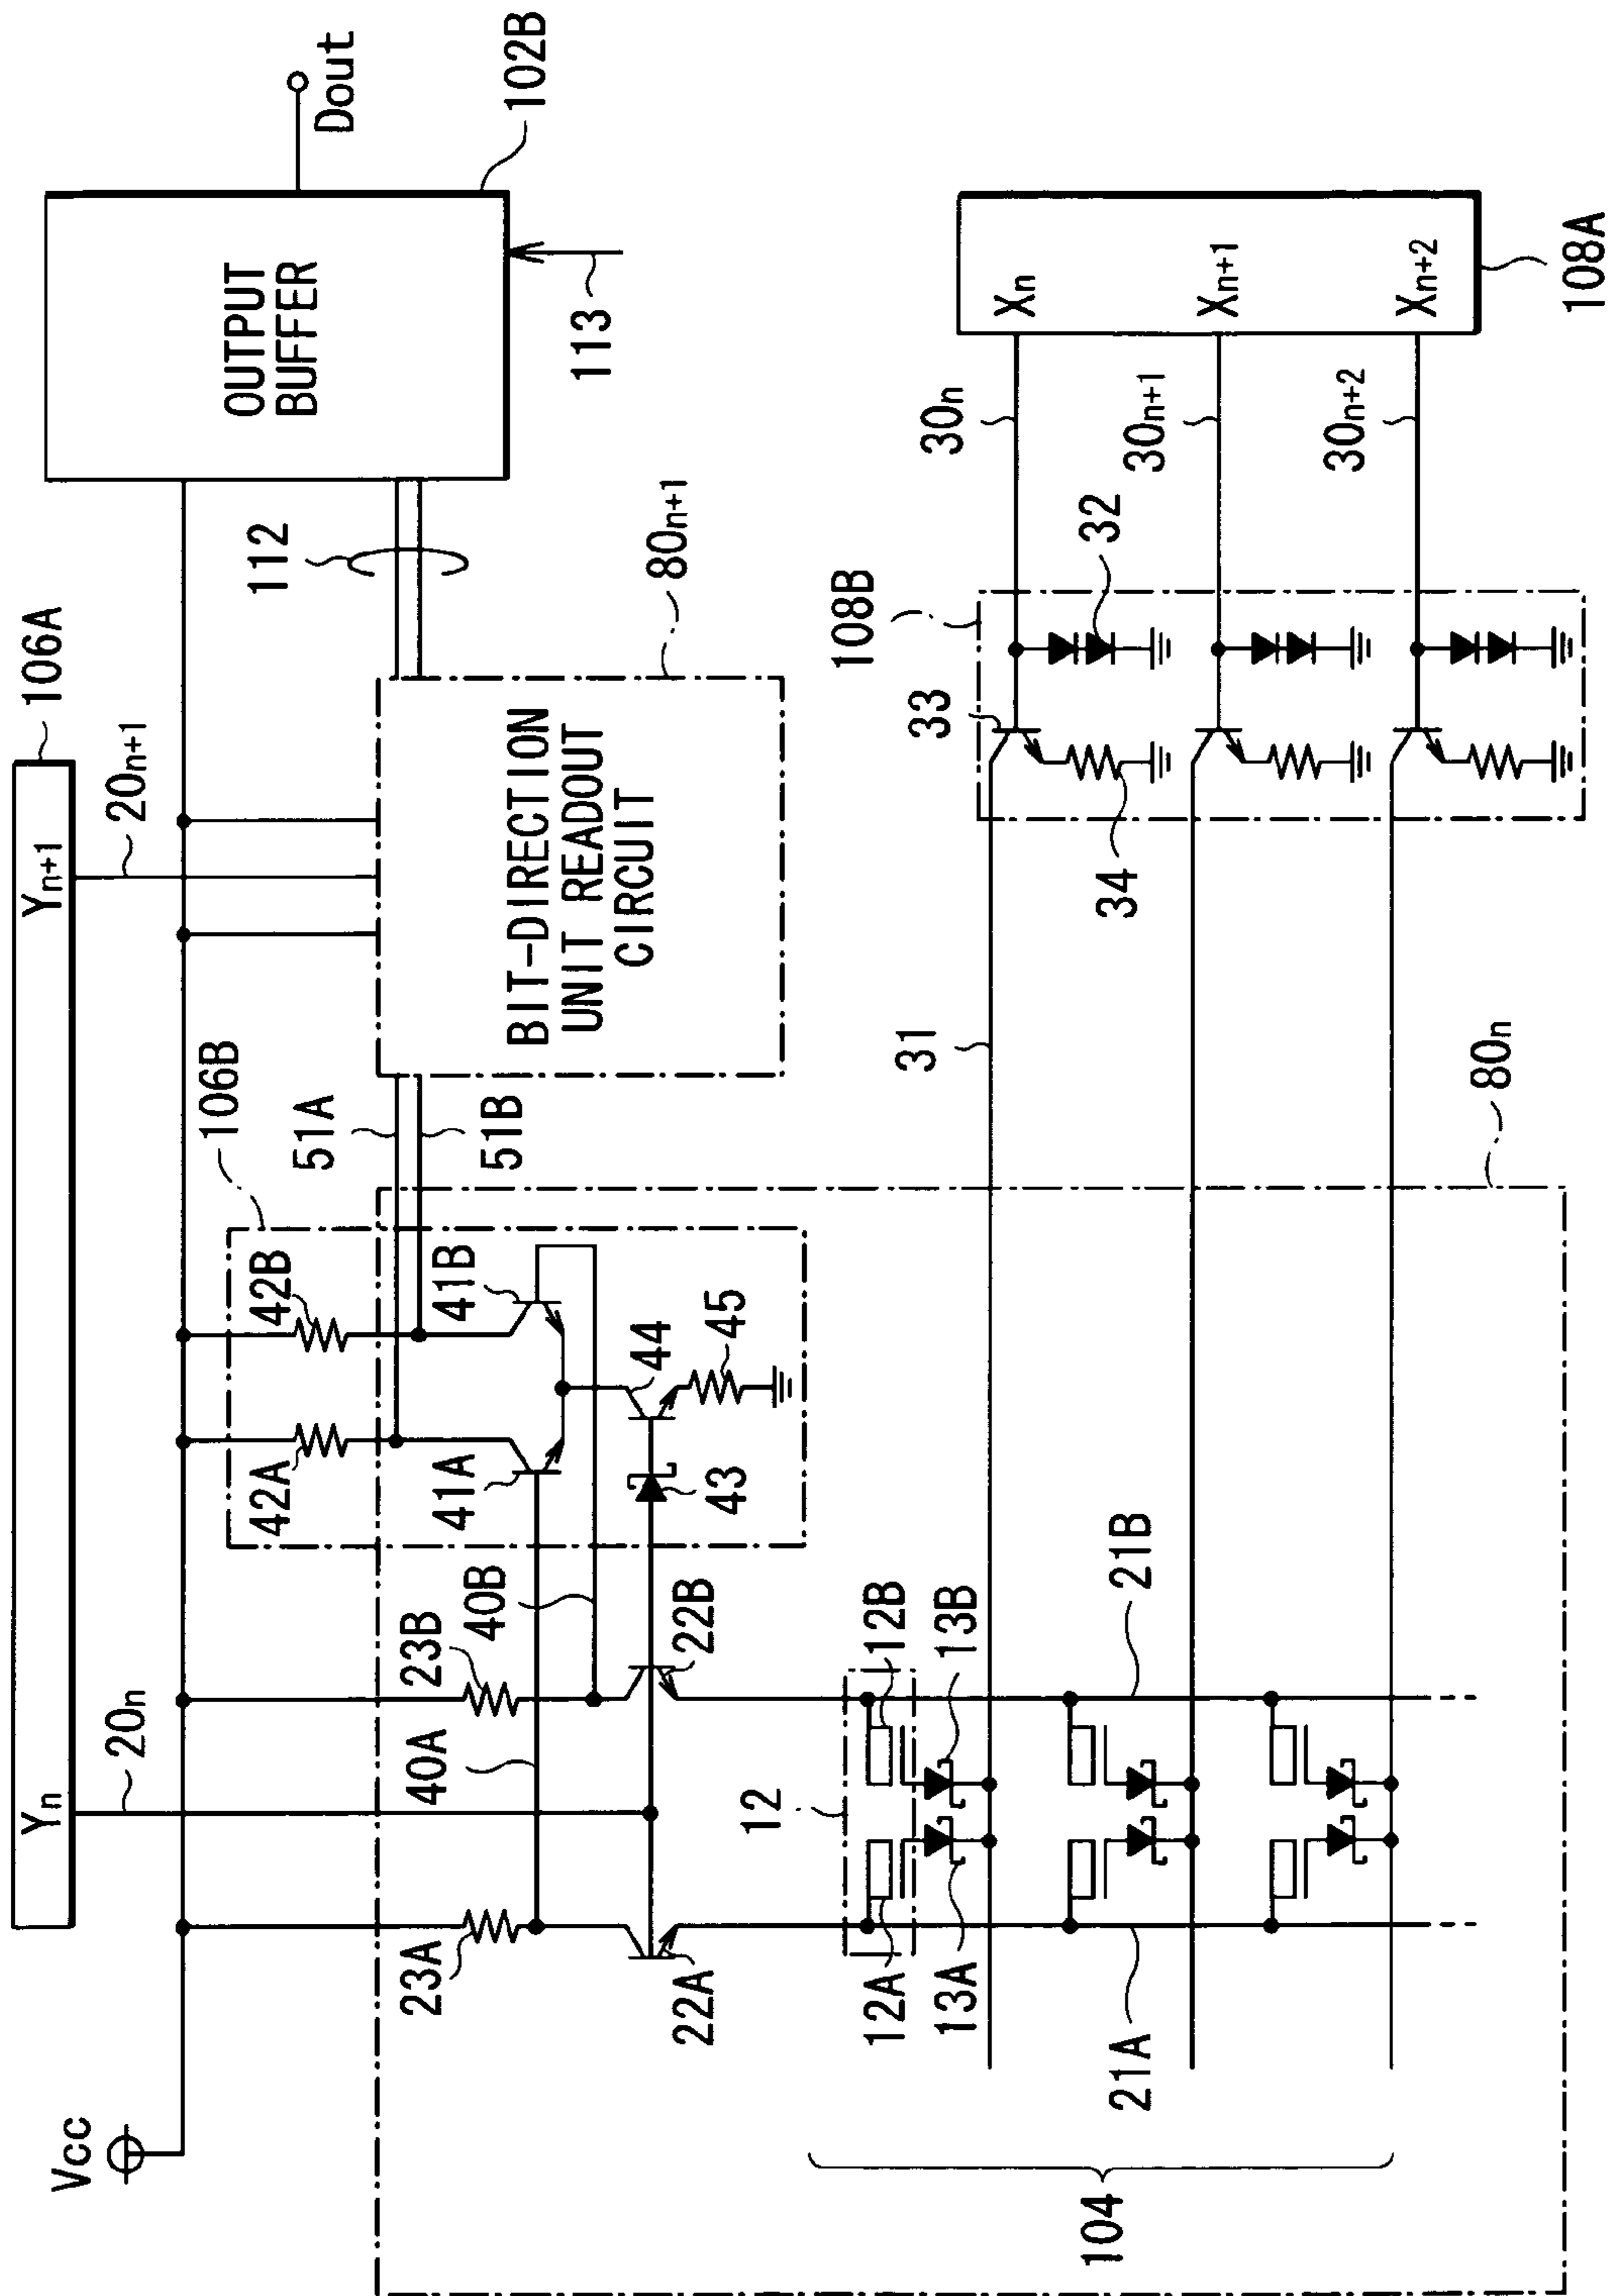 Vcc
Yn
Yn+1
106A
20n
20n+1
OUTPUT
BUFFER
Dout
102B
112
113
106B
42A
42B
51A
51B
23A
23B
40A
40B
41A
41B
44
45
43
22A
22B
BIT-DIRECTION
UNIT READOUT
CIRCUIT
80n+1
12
12A
12B
13A
13B
21A
21B
104
31
80n
108B
33
32
34
30n
30n+1
30n+2
Xn
Xn+1
Xn+2
108A